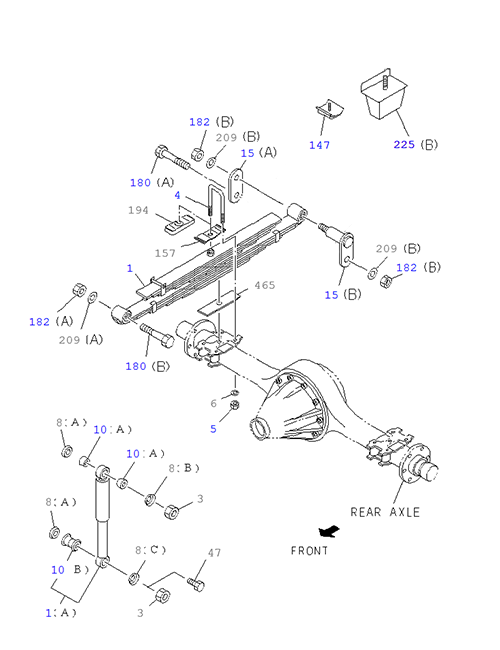 182 (B)
209 (B)
15 (A)
147
225 (B)
180 (A)
4
194
157
1
209 (B)
182 (B)
15 (B)
465
182 (A)
209 (A)
180 (B)
6
5
8(A)
10(A)
10(A)
8(B)
3
8(A)
REAR AXLE
FRONT
10 B)
8(C)
47
1(A)
3